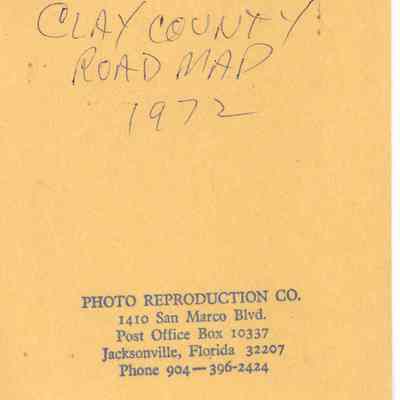 CLAY COUNTY
ROAD MAP
1972
PHOTO REPRODUCTION CO.
1410 San Marco Blvd.
Post Office Box 10337
Jacksonville, Florida 32207
Phone 904—396-2424